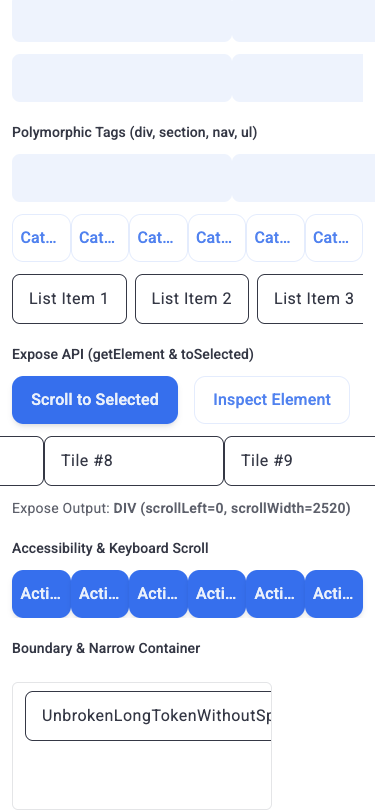 Polymorphic Tags (div, section, nav, ul)
Cat... Cat... Cat... Cat... Cat... Cat...
List Item 1 List Item 2 List Item 3
Expose API (getElement & toSelected)
Scroll to Selected Inspect Element
Tile #8 Tile #9
Expose Output: DIV (scrollLeft=0, scrollWidth=2520)
Accessibility & Keyboard Scroll
Acti... Acti... Acti... Acti... Acti... Acti...
Boundary & Narrow Container
UnbrokenLongTokenWithoutSp